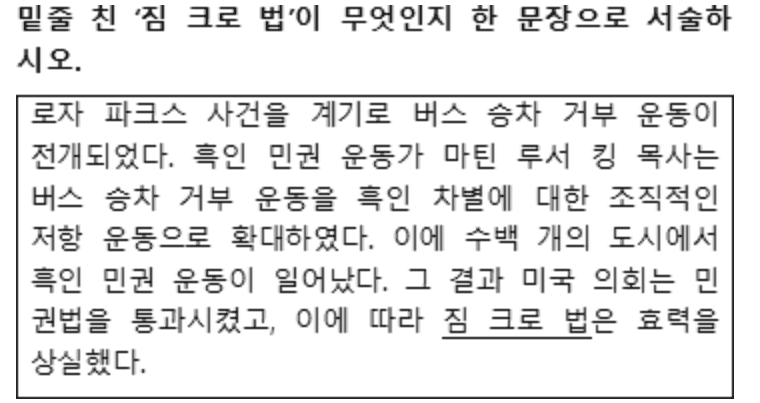 밑줄 친 ‘짐 크로 법’이 무엇인지 한 문장으로 서술하
시오.
로자 파크스 사건을 계기로 버스 승차 거부 운동이
전개되었다. 흑인 민권 운동가 마틴 루서 킹 목사는
버스 승차 거부 운동을 흑인 차별에 대한 조직적인
저항 운동으로 확대하였다. 이에 수백 개의 도시에서
흑인 민권 운동이 일어났다. 그 결과 미국 의회는 민
권법을 통과시켰고, 이에 따라 짐 크로 법은 효력을
상실했다.